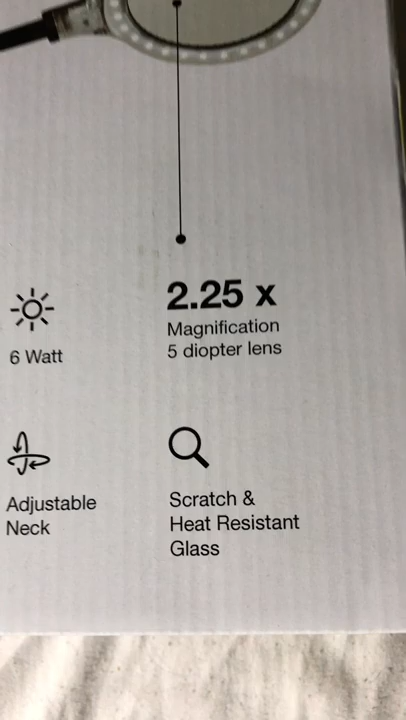 2.25 x
Magnification
5 diopter lens
6 Watt
Adjustable
Neck
Scratch &
Heat Resistant
Glass